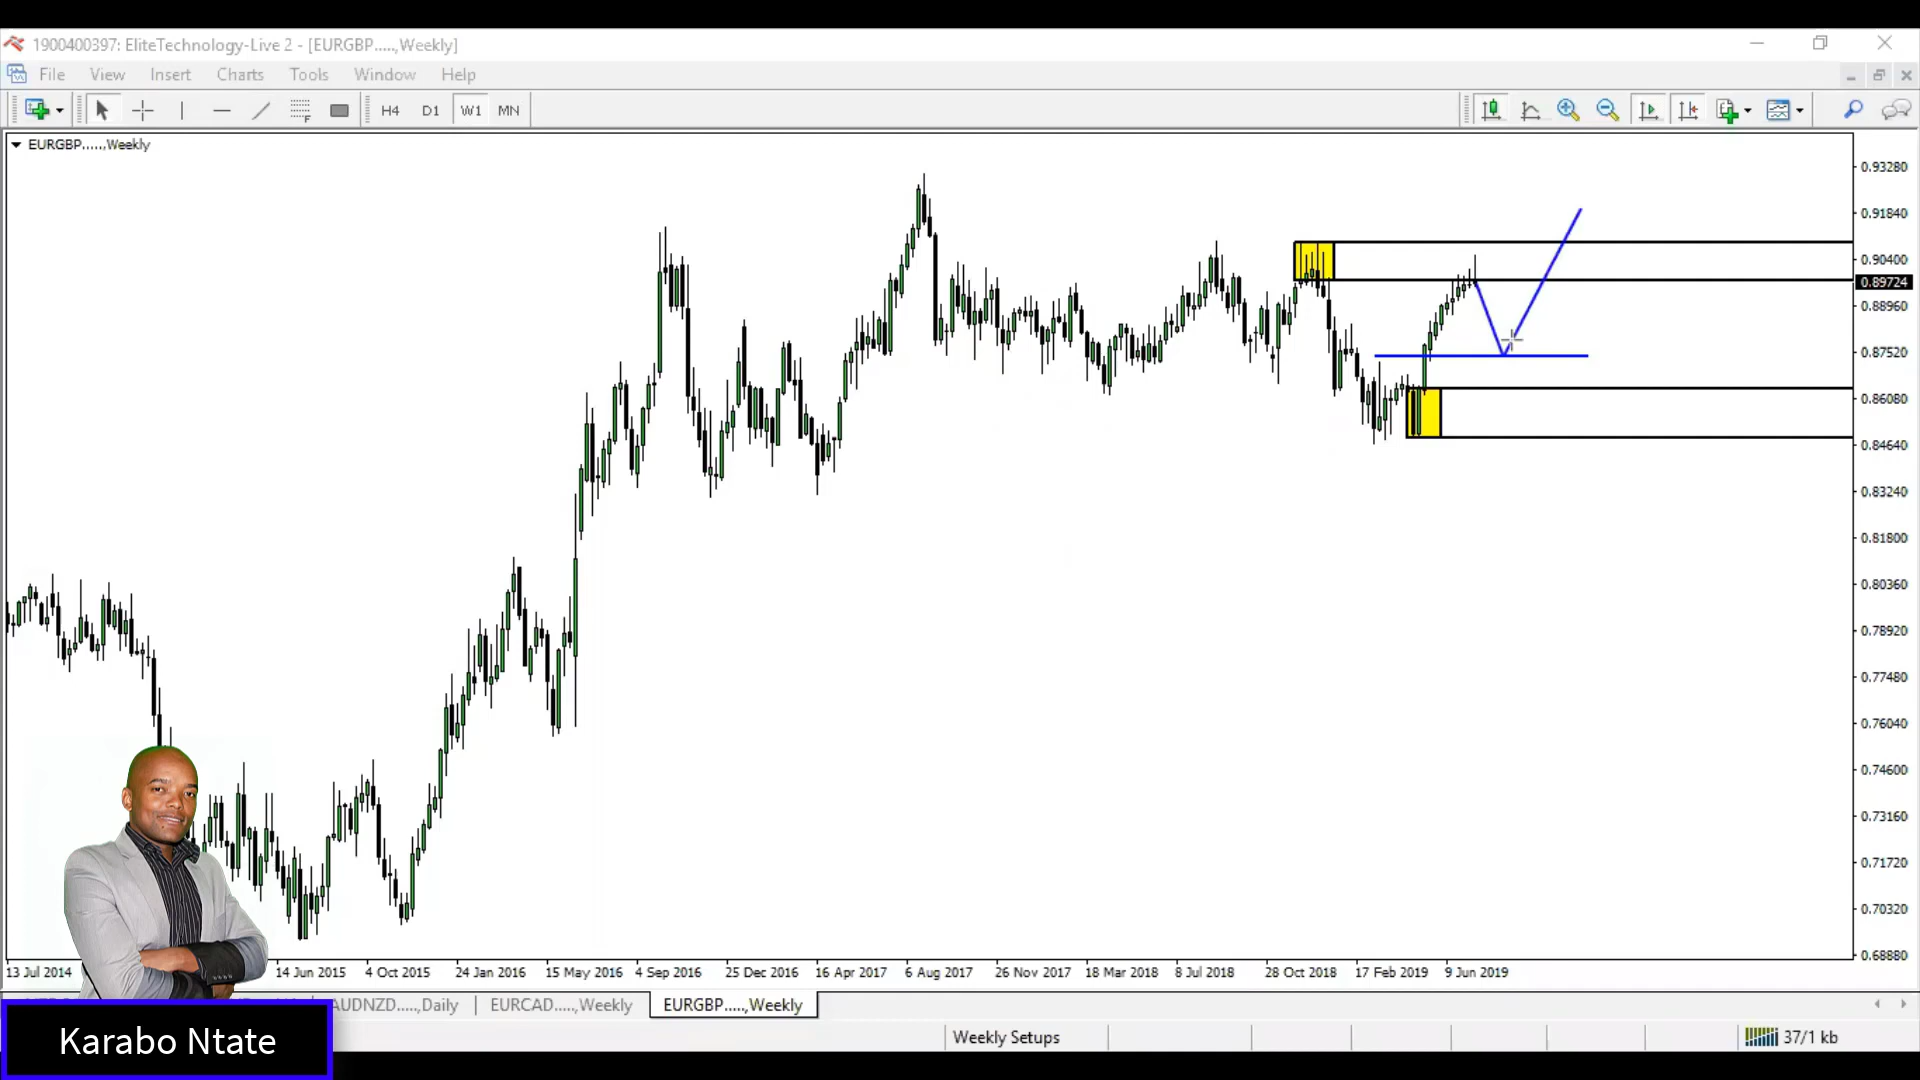 1900400397: EliteTechnology-Live 2 - [EURGBP.....,Weekly]
File View Insert Charts Tools Window Help
H4 D1 W1 MN
EURGBP.....,Weekly
0.93280
0.91840
0.90400
0.89724
0.88960
0.87520
0.86080
0.84640
0.83240
0.81800
0.80360
0.78920
0.77480
0.76040
0.74600
0.73160
0.71720
0.70320
0.68880
13 Jul 2014 14 Jun 2015 4 Oct 2015 24 Jan 2016 15 May 2016 4 Sep 2016 25 Dec 2016 16 Apr 2017 6 Aug 2017 26 Nov 2017 18 Mar 2018 8 Jul 2018 28 Oct 2018 17 Feb 2019 9 Jun 2019
AUDNZD.....,Daily EURCAD.....,Weekly EURGBP.....,Weekly
Karabo Ntate
Weekly Setups 37/1 kb